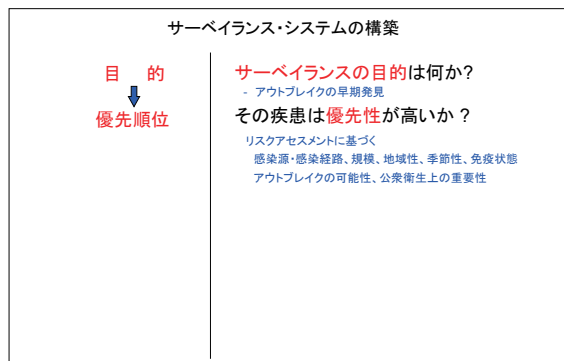 サーベイランス・システムの構築
目　的
優先順位
サーベイランスの目的は何か?
- アウトブレイクの早期発見
その疾患は優先性が高いか？
リスクアセスメントに基づく
感染源・感染経路、規模、地域性、季節性、免疫状態
アウトブレイクの可能性、公衆衛生上の重要性